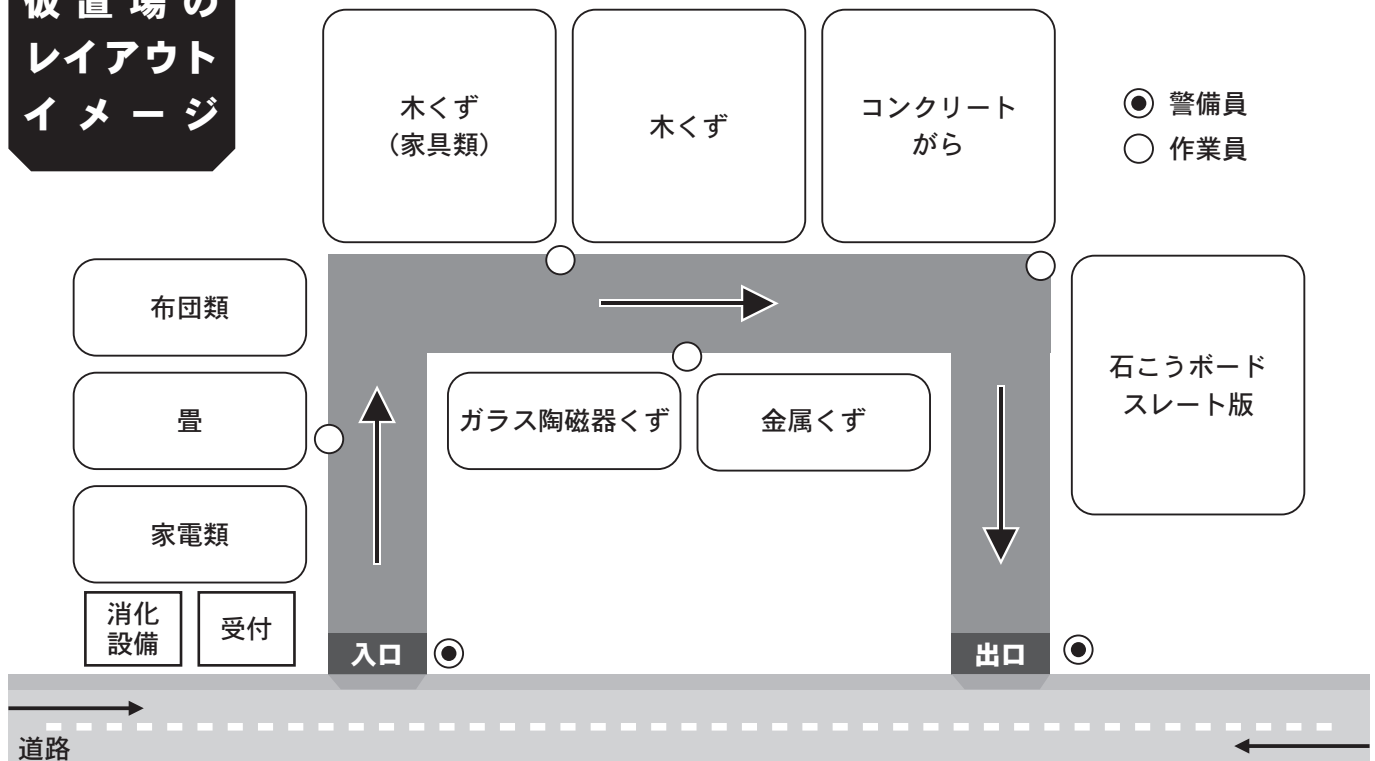 仮置場の
レイアウト
イメージ
木くず
（家具類）
木くず
コンクリート
がら
警備員
作業員
布団類
畳
家電類
消化
設備
受付
ガラス陶磁器くず
金属くず
石こうボード
スレート版
入口
出口
道路